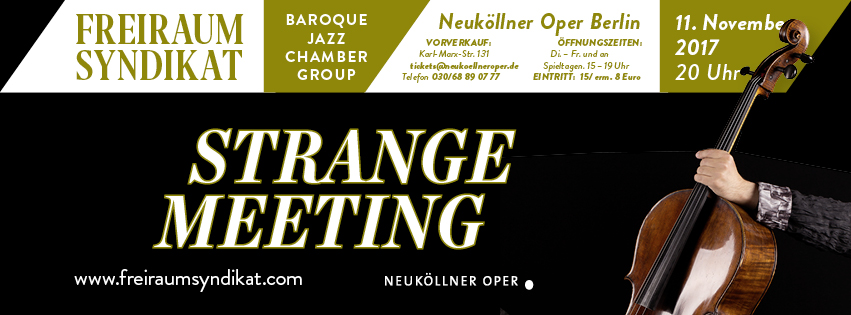 FREIRAUM
SYNDIKAT
BAROQUE
JAZZ
CHAMBER
GROUP
Neuköllner Oper Berlin
VORVERKAUF:
Karl-Marx-Str. 131
tickets@neukoellneroper.de
Telefon 030/68 89 07 77
ÖFFNUNGSZEITEN:
Di. – Fr. und an
Spieltagen. 15 – 19 Uhr
EINTRITT: 15/ erm. 8 Euro
11. Novembe
2017
20 Uhr
STRANGE
MEETING
www.freiraumsyndikat.com
NEUKÖLLNER OPER